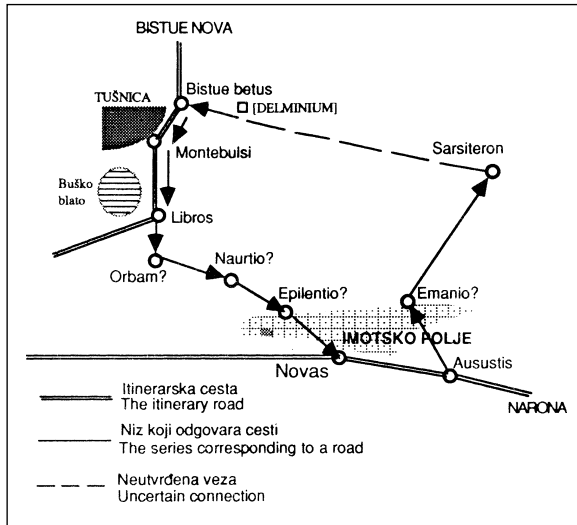 BISTUE NOVA
Bistue betus
TUŠNICA
[DELMINIUM]
Sarsiteron
Montebulsi
Buško
blato
Libros
Orbam?
Naurtio?
Epilentio?
Emanio?
IMOTSKO POLJE
Novas
Ausustis
NARONA
Itinerarska cesta
The itinerary road
Niz koji odgovara cesti
The series corresponding to a road
Neutvrđena veza
Uncertain connection